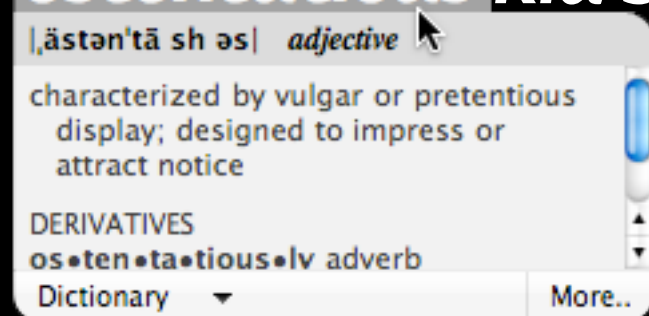 |ˌästənˈtā sh əs| adjective
characterized by vulgar or pretentious
display; designed to impress or
attract notice
DERIVATIVES
os•ten•ta•tious•ly adverb
Dictionary
More..